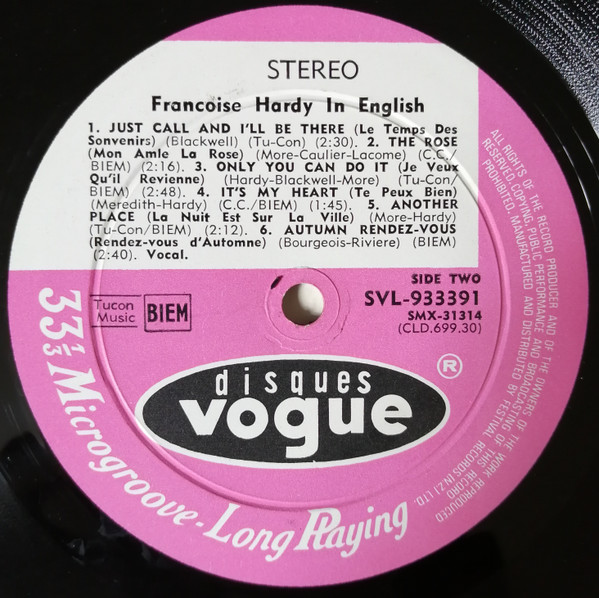 STEREO
Francoise Hardy In English
1. JUST CALL AND I'LL BE THERE (Le Temps Des
Sonvenirs) (Blackwell) (Tu-Con) (2:30). 2. THE ROSE
(Mon Amle La Rose) (More-Caulier-Lacome) (C.C./
BIEM) (2:16). 3. ONLY YOU CAN DO IT (Je Veux
Qu'il Revienne) (Hardy-Blackwell-More) (Tu-Con/
BIEM) (2:48). 4. IT'S MY HEART (Te Peux Bien)
(Meredith-Hardy) (C.C./BIEM) (1:45). 5. ANOTHER
PLACE (La Nuit Est Sur La Ville) (More-Hardy)
(Tu-Con/BIEM) (2:12). 6. AUTUMN RENDEZ-VOUS
(Rendez-vous d'Automne) (Bourgeois-Riviere) (BIEM)
(2:40). Vocal.
SIDE TWO
SVL-933391
SMX-31314
(CLD.699.30)
Tucon
Music
BIEM
disques
vogue
®
33⅓ Microgroove-Long Playing
ALL RIGHTS OF THE RECORD PRODUCER AND OF THE OWNERS OF THE WORK REPRODUCED
RESERVED. COPYING, PUBLIC PERFORMANCE AND BROADCASTING OF THIS RECORD
PROHIBITED. MANUFACTURED AND DISTRIBUTED BY FESTIVAL RECORDS (N.Z.) LTD.